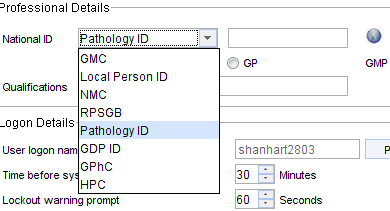 Professional Details
National ID Pathology ID
GMC
GP GMP
Local Person ID
Qualifications NMC
RPSGB
Logon Details Pathology ID
GDP ID
User logon nam shanhart2803 P
GPhC
Time before sys 30 Minutes
HPC
Lockout warning prompt 60 Seconds